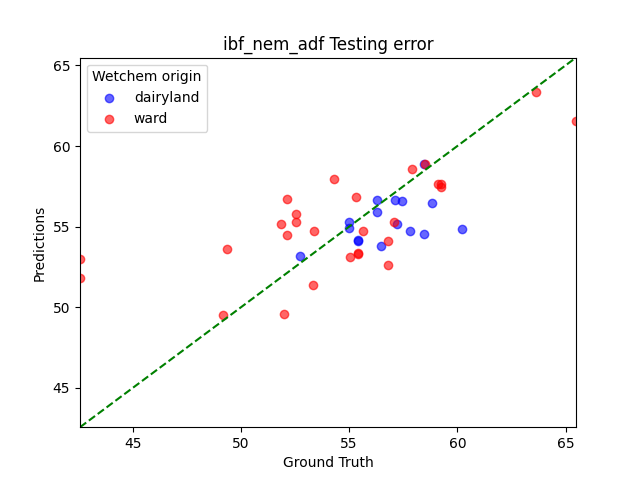 ibf_nem_adf Testing error
Wetchem origin
dairyland
ward
65
60
55
50
45
Predictions
45
50
55
60
65
Ground Truth